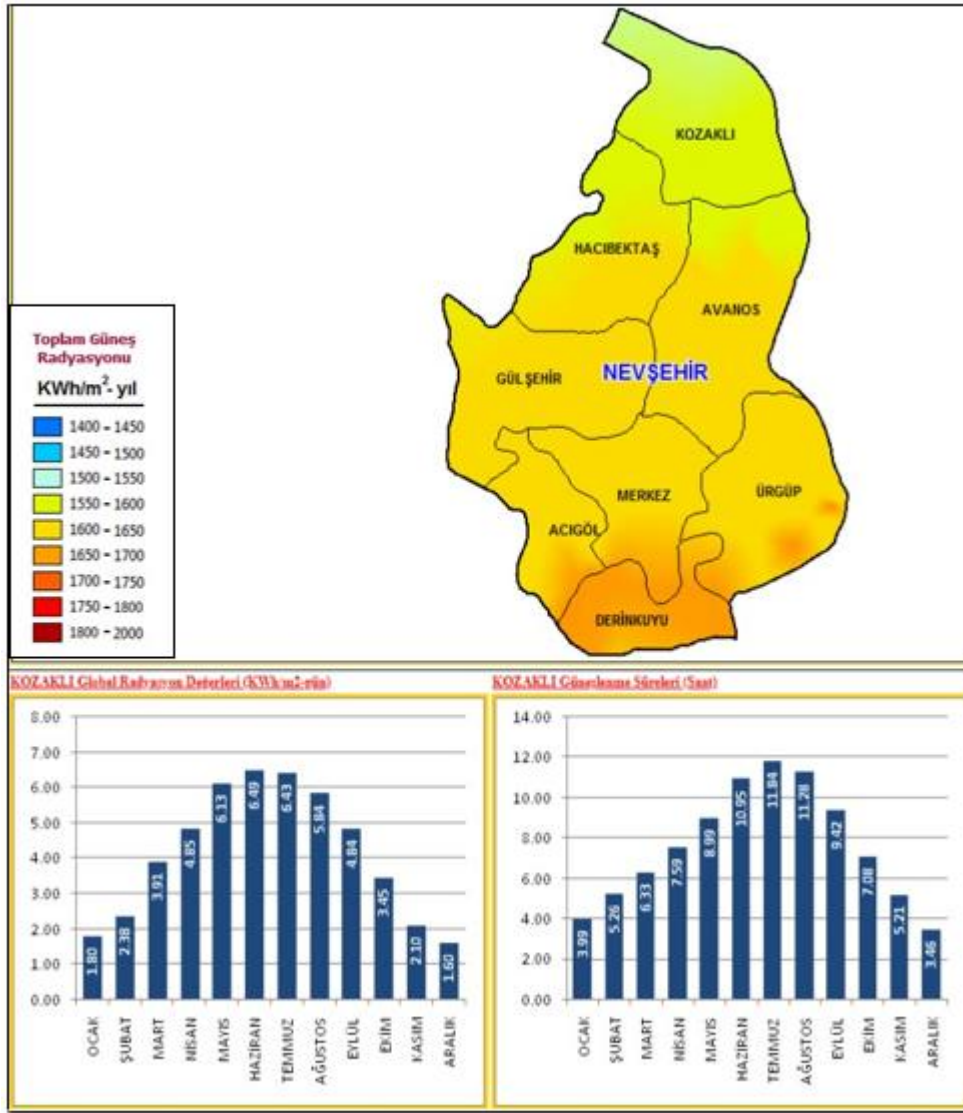 KOZAKLI
HACIBEKTAŞ
AVANOS
GÜLŞEHİR
NEVŞEHİR
MERKEZ
ÜRGÜP
ACIGÖL
DERİNKUYU
Toplam Güneş
Radyasyonu
KWh/m²- yıl
1400 - 1450
1450 - 1500
1500 - 1550
1550 - 1600
1600 - 1650
1650 - 1700
1700 - 1750
1750 - 1800
1800 - 2000
KOZAKLI Global Radyasyon Değerleri (KWh/m2-gün)
8.00
7.00
6.00
5.00
4.00
3.00
2.00
1.00
0.00
1.80
2.38
3.91
4.85
6.13
6.49
6.43
5.84
4.84
3.45
2.10
1.60
OCAK
ŞUBAT
MART
NİSAN
MAYIS
HAZİRAN
TEMMUZ
AĞUSTOS
EYLÜL
EKİM
KASIM
ARALIK
KOZAKLI Güneşlenme Süreleri (Saat)
14.00
12.00
10.00
8.00
6.00
4.00
2.00
0.00
3.99
5.26
6.33
7.59
8.99
10.95
11.84
11.28
9.42
7.08
5.21
3.46
OCAK
ŞUBAT
MART
NİSAN
MAYIS
HAZİRAN
TEMMUZ
AĞUSTOS
EYLÜL
EKİM
KASIM
ARALIK